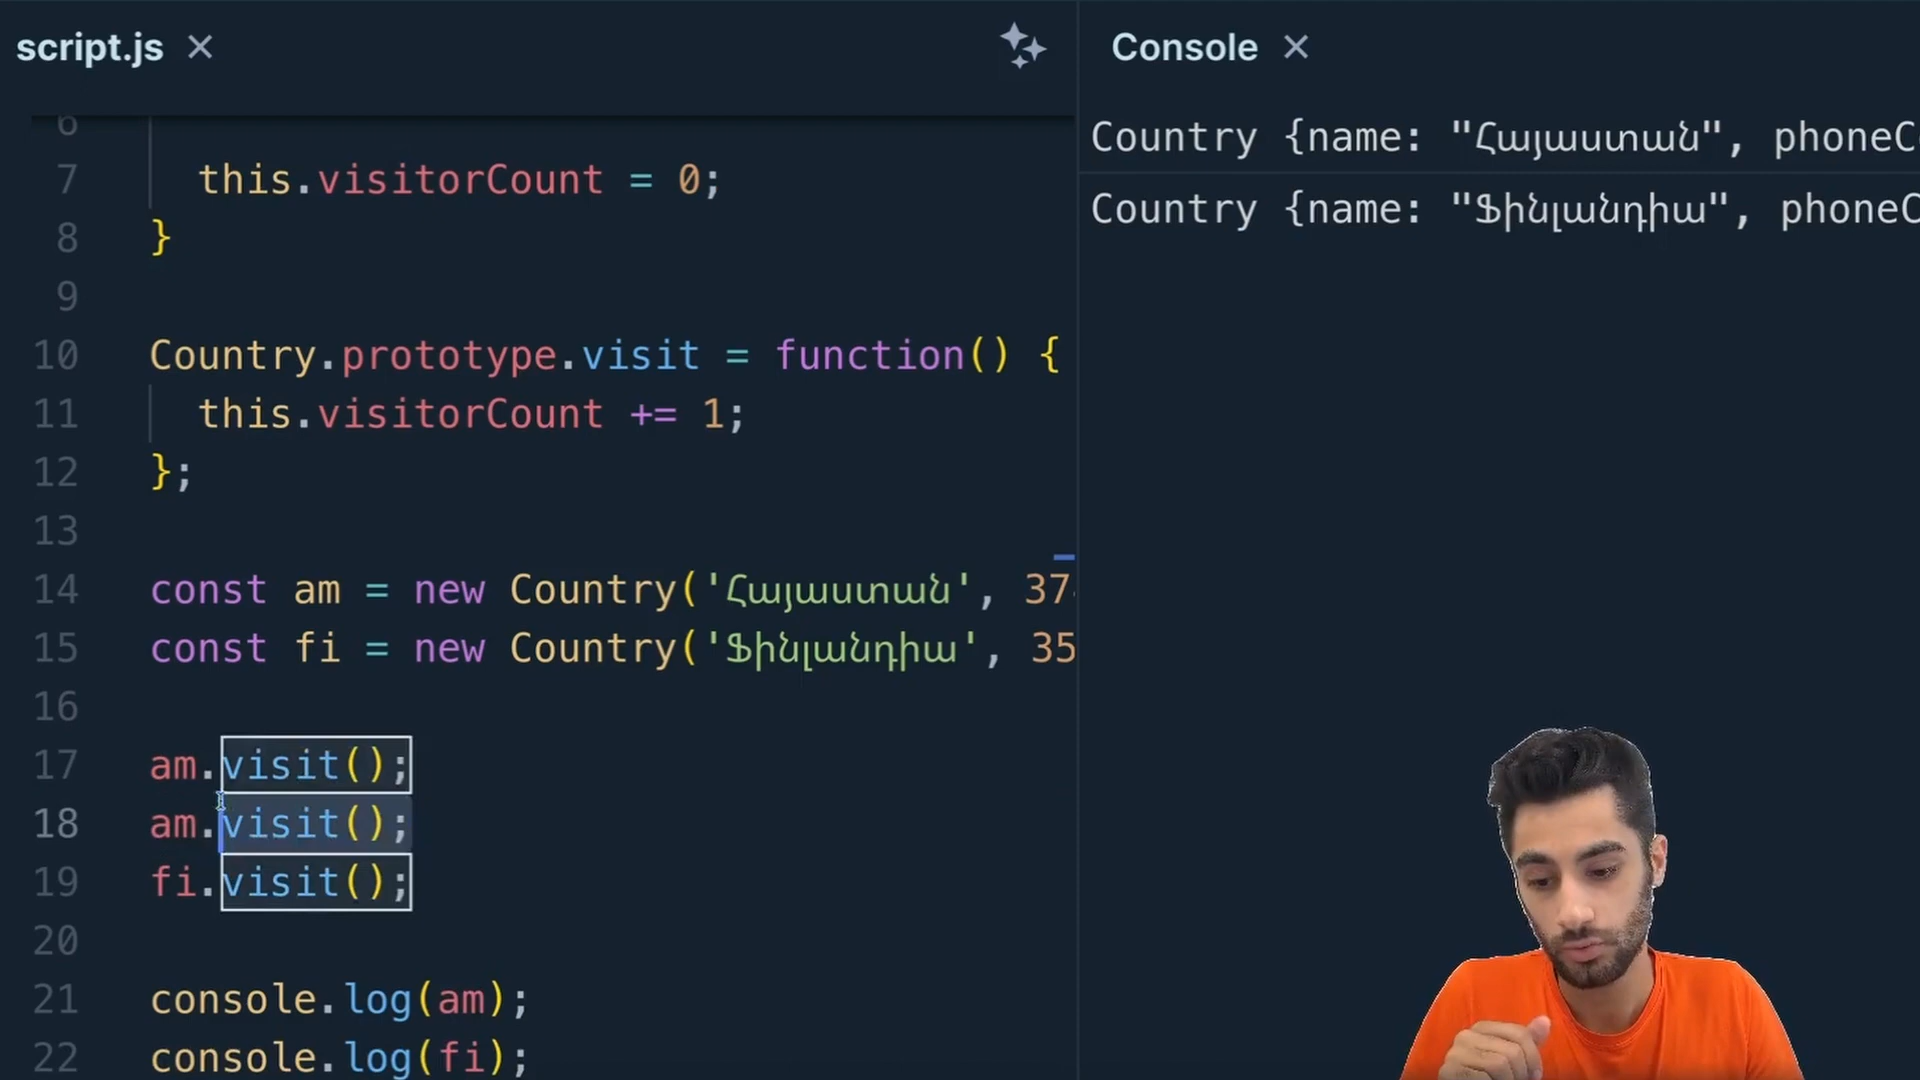 script.js
Console
6
7 this.visitorCount = 0;
8 }
9
10 Country.prototype.visit = function() {
11 this.visitorCount += 1;
12 };
13
14 const am = new Country('Հայաստան', 37
15 const fi = new Country('Ֆինլանդիա', 35
16
17 am.visit();
18 am.visit();
19 fi.visit();
20
21 console.log(am);
22 console.log(fi);
Country {name: "Հայաստան", phoneC
Country {name: "Ֆինլանդիա", phoneC